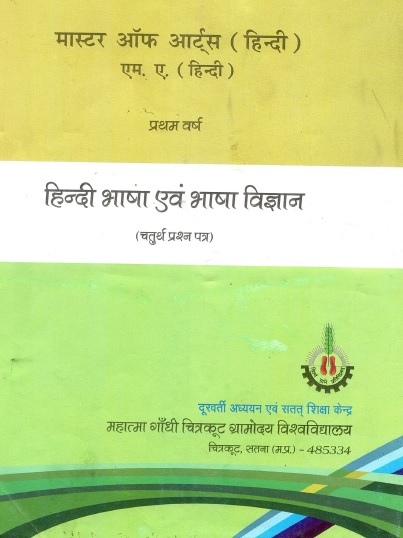 मास्टर ऑफ आर्ट्स ( हिन्दी )
एम. ए. ( हिन्दी )
प्रथम वर्ष
हिन्दी भाषा एवं भाषा विज्ञान
(चतुर्थ प्रश्न पत्र)
दूरवर्ती अध्ययन एवं सतत् शिक्षा केन्द्र
महात्मा गाँधी चित्रकूट ग्रामोदय विश्वविद्यालय
चित्रकूट, सतना (म.प्र.) - 485334